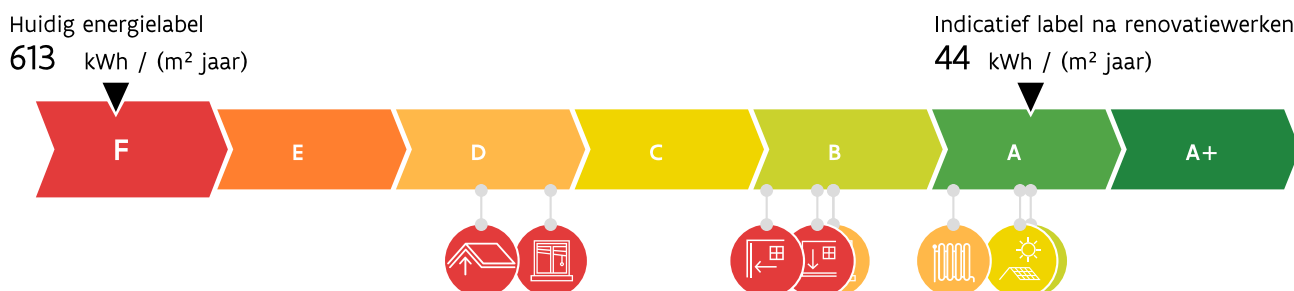 Huidig energielabel
613 kWh / (m² jaar)
Indicatief label na renovatiewerken
44 kWh / (m² jaar)
F E D C B A A+